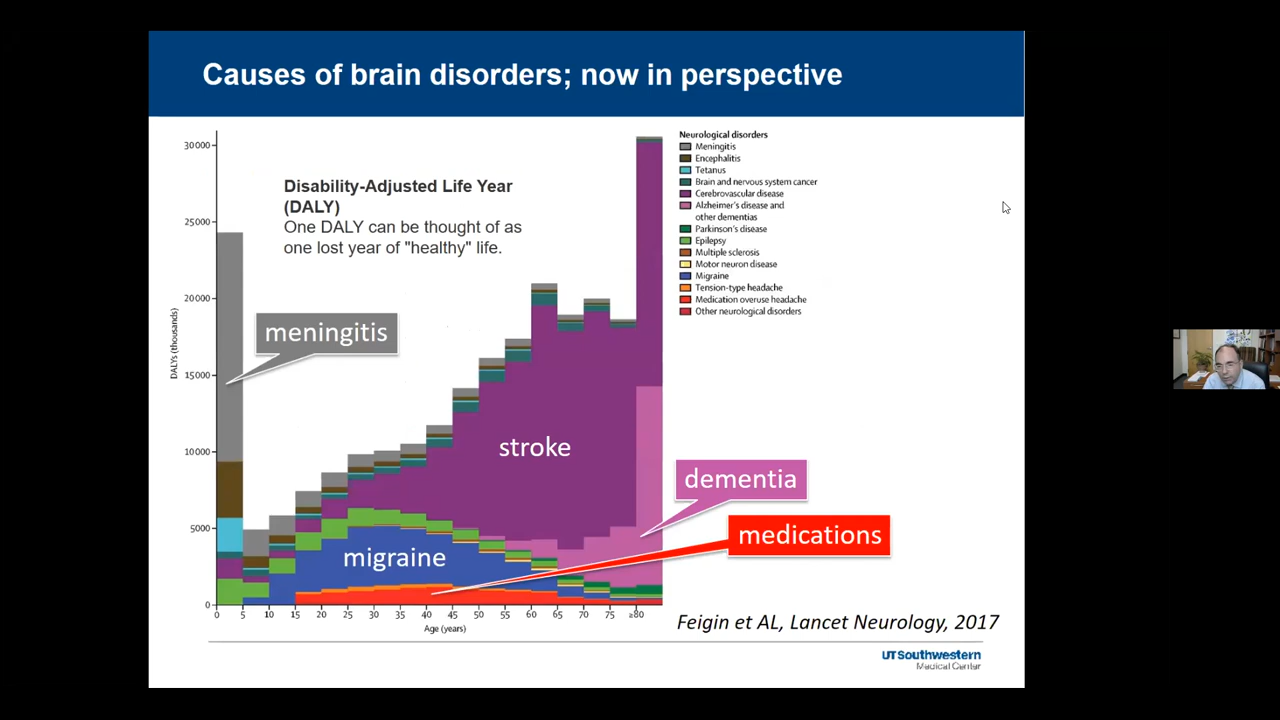 Causes of brain disorders; now in perspective
30000
25000
20000
15000
10000
5000
0
DALYs (thousands)
Disability-Adjusted Life Year
(DALY)
One DALY can be thought of as
one lost year of "healthy" life.
meningitis
stroke
migraine
dementia
medications
Neurological disorders
Meningitis
Encephalitis
Tetanus
Brain and nervous system cancer
Cerebrovascular disease
Alzheimer's disease and
other dementias
Parkinson's disease
Epilepsy
Multiple sclerosis
Motor neuron disease
Migraine
Tension-type headache
Medication overuse headache
Other neurological disorders
0 5 10 15 20 25 30 35 40 45 50 55 60 65 70 75 ≥80
Age (years)
Feigin et AL, Lancet Neurology, 2017
UT Southwestern
Medical Center